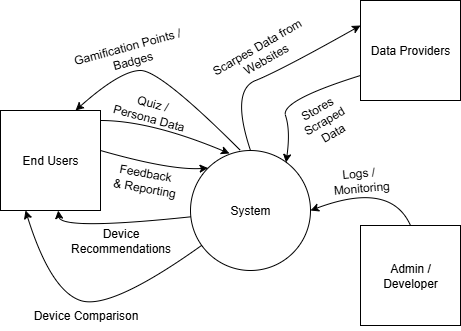 Gamification Points /
Badges
Scarpes Data from
Websites
Data Providers
Quiz /
Persona Data
Stores
Scraped
Data
End Users
Feedback
& Reporting
Logs /
Monitoring
System
Device
Recommendations
Admin /
Developer
Device Comparison